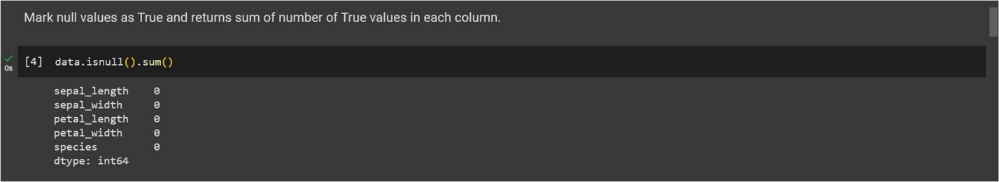 Mark null values as True and returns sum of number of True values in each column.
[4] data.isnull().sum()
0s
sepal_length    0
sepal_width     0
petal_length    0
petal_width     0
species         0
dtype: int64